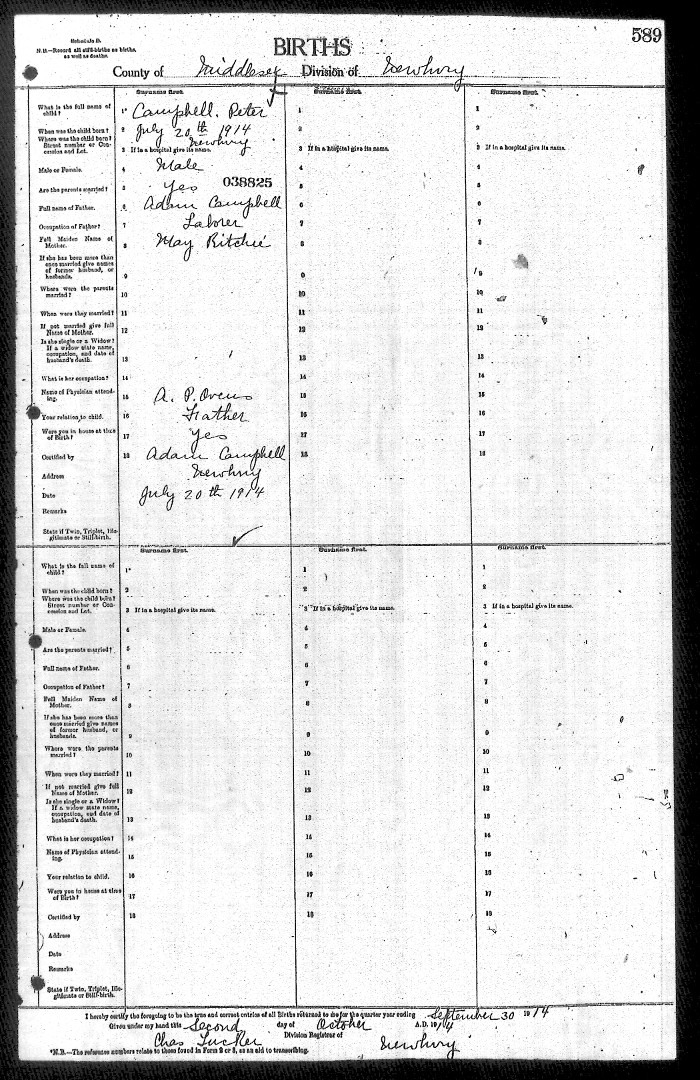 589
Schedule B.
N.B.—Record all still-births as births, as well as deaths.
BIRTHS
County of Middlesex Division of Newbury
Surname first. Surname first. Surname first.
What is the full name of child? 1* Campbell, Peter 1 1
When was the child born? 2 July 20th 1914 2 2
Where was the child born? Street number or Concession and Lot. Newbury
3 If in a hospital give its name. 3 If in a hospital give its name. 3 If in a hospital give its name.
Male or Female. 4 Male 4 4
Are the parents married? 5 Yes 038825 5 5
Full name of Father. 6 Adam Campbell 6 6
Occupation of Father? 7 Laborer 7 7
Full Maiden Name of Mother. 8 May Ritchie 8 8
If she has been more than once married give names of former husband, or husbands. 9 9 9
Where were the parents married? 10 10 10
When were they married? 11 11 11
If not married give full Name of Mother. 12 12 12
Is she single or a Widow? If a widow state name, occupation, and date of husband's death. 13 13 13
What is her occupation? 14 14 14
Name of Physician attending. 15 A. P. Owens 15 15
Your relation to child. 16 Father 16 16
Were you in house at time of Birth? 17 Yes 17 17
Certified by 18 Adam Campbell 18 18
Address Newbury
Date July 20th 1914
Remarks
State if Twin, Triplet, Illegitimate or Still-birth.
Surname first. Surname first. Surname first.
What is the full name of child? 1* 1 1
When was the child born? 2 2 2
Where was the child born? Street number or Concession and Lot. 3 If in a hospital give its name. 3 If in a hospital give its name. 3 If in a hospital give its name.
Male or Female. 4 4 4
Are the parents married? 5 5 5
Full name of Father. 6 6 6
Occupation of Father? 7 7 7
Full Maiden Name of Mother. 8 8 8
If she has been more than once married give names of former husband, or husbands. 9 9 9
Where were the parents married? 10 10 10
When were they married? 11 11 11
If not married give full Name of Mother. 12 12 12
Is she single or a Widow? If a widow state name, occupation, and date of husband's death. 13 13 13
What is her occupation? 14 14 14
Name of Physician attending. 15 15 15
Your relation to child. 16 16 16
Were you in house at time of Birth? 17 17 17
Certified by 18 18 18
Address
Date
Remarks
State if Twin, Triplet, Illegitimate or Still-birth.
I hereby certify the foregoing to be the true and correct entries of all Births returned to me for the quarter year ending September 30 1914
Given under my hand this Second day of October A.D. 1914
Chas Tucker Division Registrar of Newbury
*N.B.—The reference numbers relate to those found in Form 2 or 3, as an aid to transcribing.